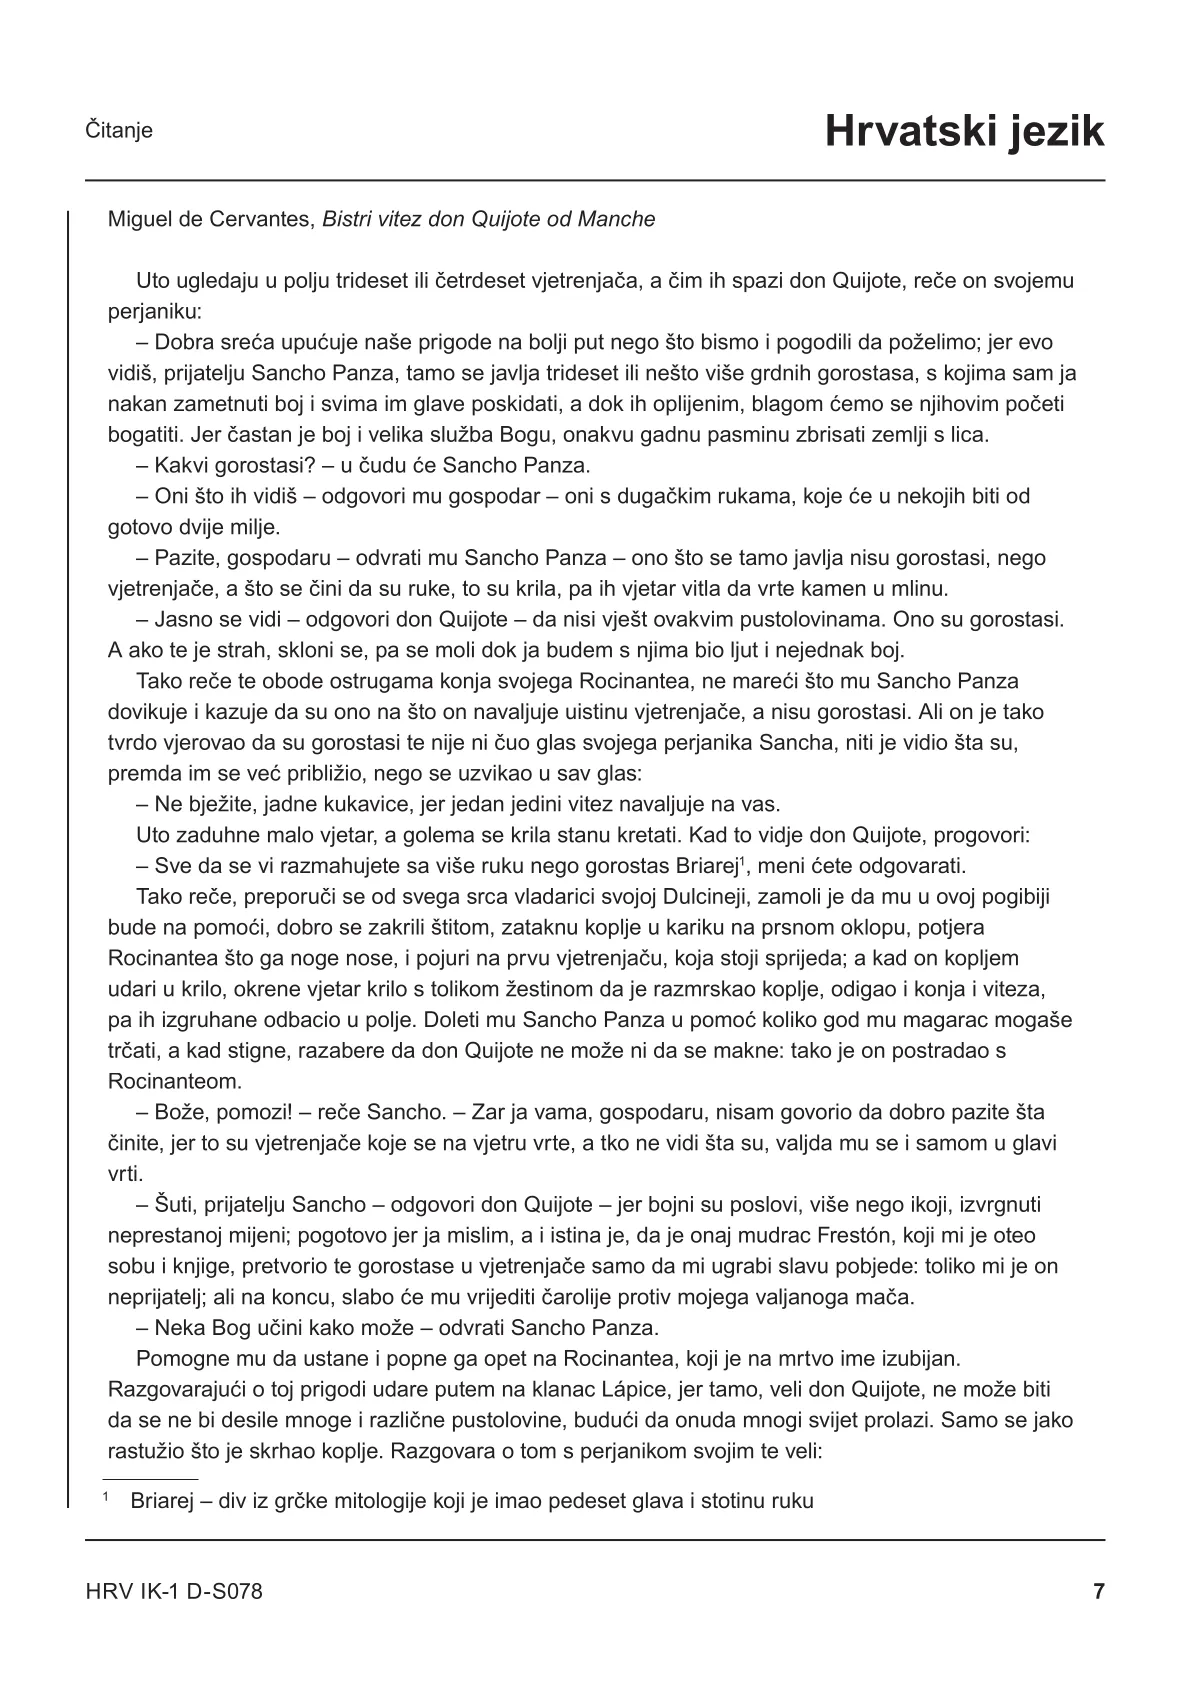 Čitanje
Hrvatski jezik
Miguel de Cervantes, Bistri vitez don Quijote od Manche
Uto ugledaju u polju trideset ili četrdeset vjetrenjača, a čim ih spazi don Quijote, reče on svojemu
perjaniku:
– Dobra sreća upućuje naše prigode na bolji put nego što bismo i pogodili da poželimo; jer evo
vidiš, prijatelju Sancho Panza, tamo se javlja trideset ili nešto više grdnih gorostasa, s kojima sam ja
nakan zametnuti boj i svima im glave poskidati, a dok ih oplijenim, blagom ćemo se njihovim početi
bogatiti. Jer častan je boj i velika služba Bogu, onakvu gadnu pasminu zbrisati zemlji s lica.
– Kakvi gorostasi? – u čudu će Sancho Panza.
– Oni što ih vidiš – odgovori mu gospodar – oni s dugačkim rukama, koje će u nekojih biti od
gotovo dvije milje.
– Pazite, gospodaru – odvrati mu Sancho Panza – ono što se tamo javlja nisu gorostasi, nego
vjetrenjače, a što se čini da su ruke, to su krila, pa ih vjetar vitla da vrte kamen u mlinu.
– Jasno se vidi – odgovori don Quijote – da nisi vješt ovakvim pustolovinama. Ono su gorostasi.
A ako te je strah, skloni se, pa se moli dok ja budem s njima bio ljut i nejednak boj.
Tako reče te obode ostrugama konja svojega Rocinantea, ne mareći što mu Sancho Panza
dovikuje i kazuje da su ono na što on navaljuje uistinu vjetrenjače, a nisu gorostasi. Ali on je tako
tvrdo vjerovao da su gorostasi te nije ni čuo glas svojega perjanika Sancha, niti je vidio šta su,
premda im se već približio, nego se uzvikao u sav glas:
– Ne bježite, jadne kukavice, jer jedan jedini vitez navaljuje na vas.
Uto zaduhne malo vjetar, a golema se krila stanu kretati. Kad to vidje don Quijote, progovori:
– Sve da se vi razmahujete sa više ruku nego gorostas Briarej¹, meni ćete odgovarati.
Tako reče, preporuči se od svega srca vladarici svojoj Dulcineji, zamoli je da mu u ovoj pogibiji
bude na pomoći, dobro se zakrili štitom, zataknu koplje u kariku na prsnom oklopu, potjera
Rocinantea što ga noge nose, i pojuri na prvu vjetrenjaču, koja stoji sprijeda; a kad on kopljem
udari u krilo, okrene vjetar krilo s tolikom žestinom da je razmrskao koplje, odigao i konja i viteza,
pa ih izgruhane odbacio u polje. Doleti mu Sancho Panza u pomoć koliko god mu magarac mogaše
trčati, a kad stigne, razabere da don Quijote ne može ni da se makne: tako je on postradao s
Rocinanteom.
– Bože, pomozi! – reče Sancho. – Zar ja vama, gospodaru, nisam govorio da dobro pazite šta
činite, jer to su vjetrenjače koje se na vjetru vrte, a tko ne vidi šta su, valjda mu se i samom u glavi
vrti.
– Šuti, prijatelju Sancho – odgovori don Quijote – jer bojni su poslovi, više nego ikoji, izvrgnuti
neprestanoj mijeni; pogotovo jer ja mislim, a i istina je, da je onaj mudrac Frestón, koji mi je oteo
sobu i knjige, pretvorio te gorostase u vjetrenjače samo da mi ugrabi slavu pobjede: toliko mi je on
neprijatelj; ali na koncu, slabo će mu vrijediti čarolije protiv mojega valjanoga mača.
– Neka Bog učini kako može – odvrati Sancho Panza.
Pomogne mu da ustane i popne ga opet na Rocinantea, koji je na mrtvo ime izubijan.
Razgovarajući o toj prigodi udare putem na klanac Lápice, jer tamo, veli don Quijote, ne može biti
da se ne bi desile mnoge i različne pustolovine, budući da onuda mnogi svijet prolazi. Samo se jako
rastužio što je skrhao koplje. Razgovara o tom s perjanikom svojim te veli:
¹ Briarej – div iz grčke mitologije koji je imao pedeset glava i stotinu ruku
HRV IK-1 D-S078
7